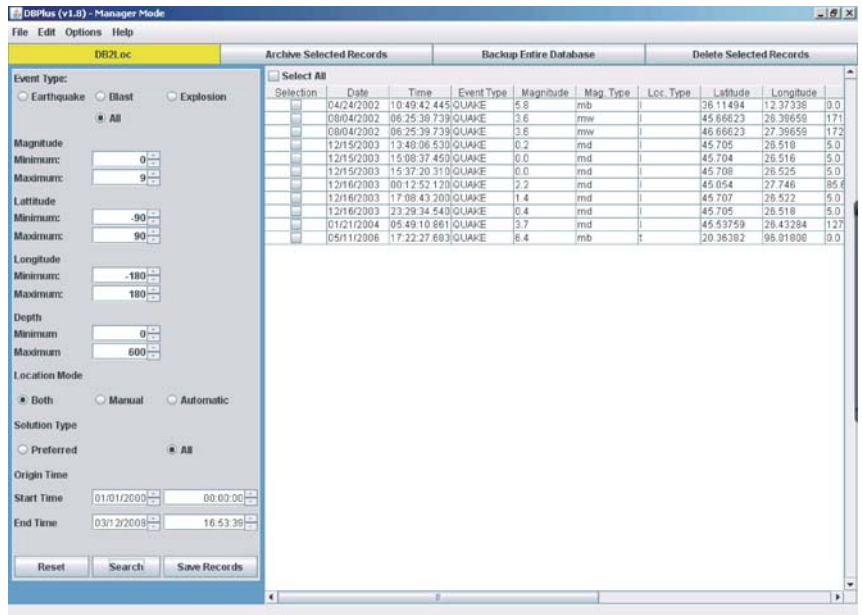 DBPlus (v1.8) - Manager Mode
File Edit Options Help
DB2Loc Archive Selected Records Backup Entire Database Delete Selected Records
Event Type:
Earthquake Blast Explosion
All
Magnitude
Minimum: 0
Maximum: 9
Lattitude
Minimum: -90
Maximum: 90
Longitude
Minimum: -180
Maximum: 180
Depth
Minimum 0
Maximum 600
Location Mode
Both Manual Automatic
Solution Type
Preferred All
Origin Time
Start Time 01/01/2000 00:00:00
End Time 03/12/2008 16:53:39
Reset Search Save Records
Select All
Selection Date Time Event Type Magnitude Mag. Type Loc. Type Latitude Longitude
04/24/2002 10:49:42.445 QUAKE 5.8 mb l 36.11494 12.37338 0.0
08/04/2002 06:25:38.739 QUAKE 3.6 mw l 45.66623 26.39659 171
08/04/2002 06:25:39.739 QUAKE 3.6 mw l 46.66623 27.39659 172
12/15/2003 13:48:06.530 QUAKE 0.2 md l 45.705 26.518 5.0
12/15/2003 15:08:37.450 QUAKE 0.0 md l 45.704 26.516 5.0
12/15/2003 15:37:20.310 QUAKE 0.0 md l 45.708 26.525 5.0
12/16/2003 00:12:52.120 QUAKE 2.2 md l 45.054 27.746 85.6
12/16/2003 17:08:43.200 QUAKE 1.4 md l 45.707 26.522 5.0
12/16/2003 23:29:34.540 QUAKE 0.4 md l 45.705 26.518 5.0
01/21/2004 05:49:10.861 QUAKE 3.7 md l 45.53759 26.43284 127
05/11/2006 17:22:27.683 QUAKE 6.4 mb t 20.36382 96.81808 0.0